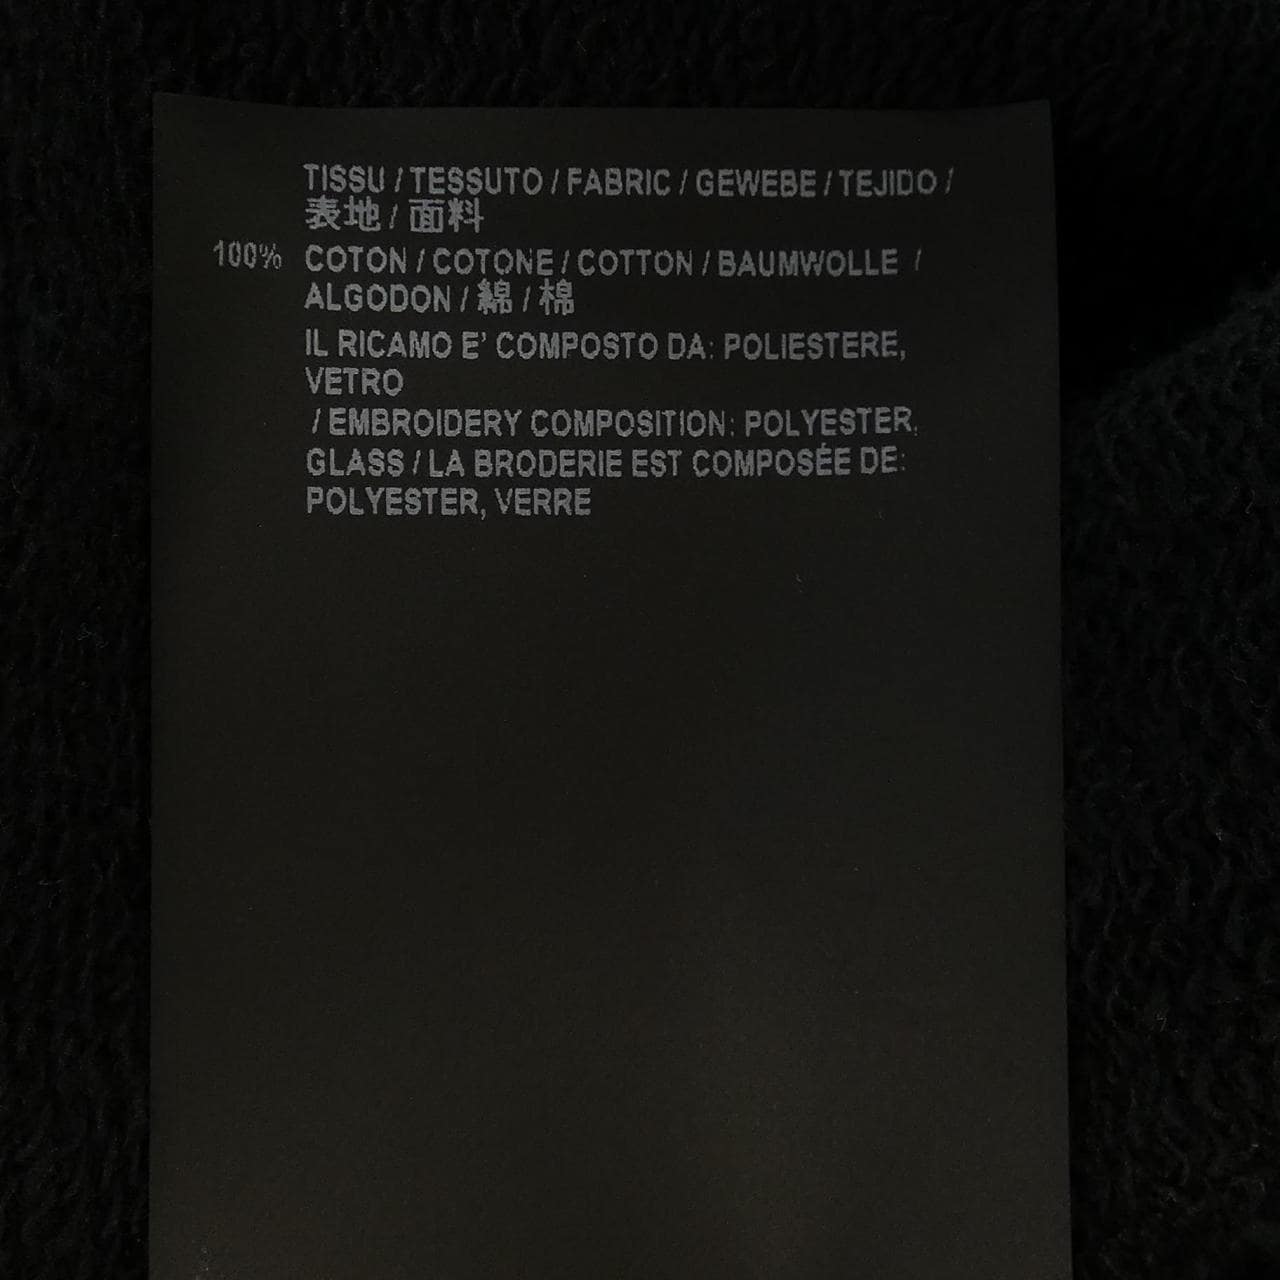 TISSU / TESSUTO / FABRIC / GEWEBE / TEJIDO /
表地 / 面料
100% COTON / COTONE / COTTON / BAUMWOLLE /
ALGODON / 綿 / 棉
IL RICAMO E' COMPOSTO DA: POLIESTERE,
VETRO
/ EMBROIDERY COMPOSITION: POLYESTER,
GLASS / LA BRODERIE EST COMPOSÉE DE:
POLYESTER, VERRE